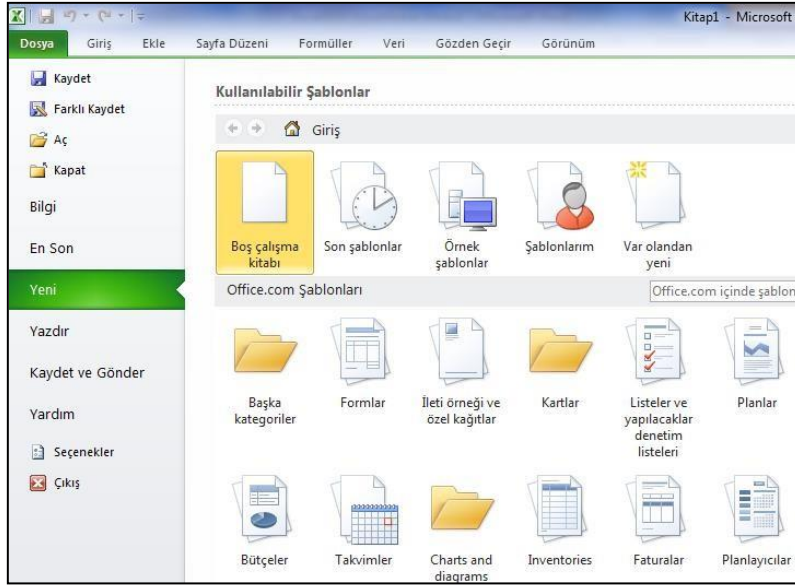 Kitap1 - Microsoft
Dosya Giriş Ekle Sayfa Düzeni Formüller Veri Gözden Geçir Görünüm
Kaydet
Farklı Kaydet
Aç
Kapat
Bilgi
En Son
Yeni
Yazdır
Kaydet ve Gönder
Yardım
Seçenekler
Çıkış
Kullanılabilir Şablonlar
Giriş
Boş çalışma
kitabı
Son şablonlar
Örnek
şablonlar
Şablonlarım
Var olandan
yeni
Office.com Şablonları
Office.com içinde şablon
Başka
kategoriler
Formlar
İleti örneği ve
özel kağıtlar
Kartlar
Listeler ve
yapılacaklar
denetim
listeleri
Planlar
Bütçeler
Takvimler
Charts and
diagrams
Inventories
Faturalar
Planlayıcılar